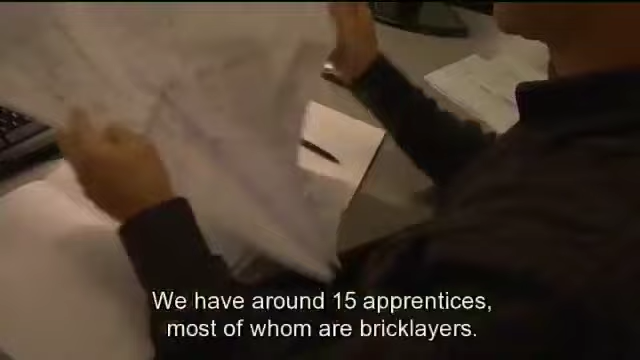 We have around 15 apprentices,
most of whom are bricklayers.